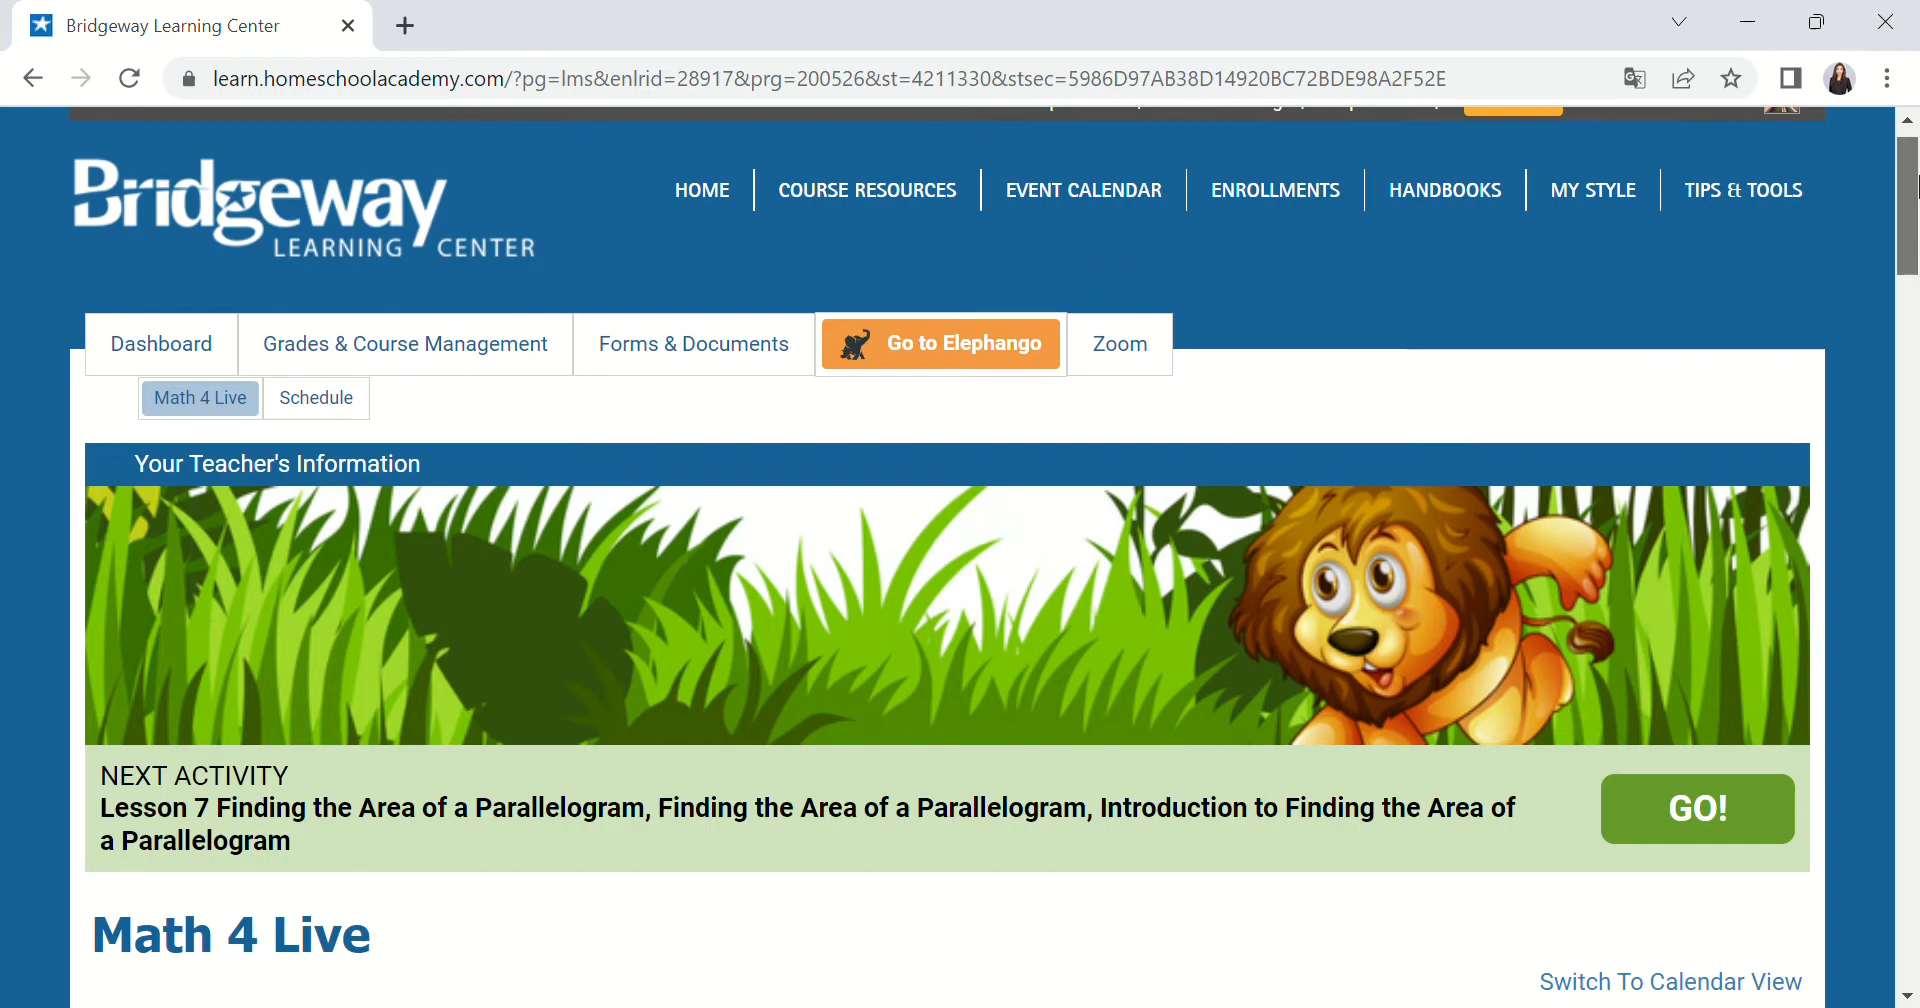 Bridgeway Learning Center
learn.homeschoolacademy.com/?pg=lms&enlrid=28917&prg=200526&st=4211330&stsec=5986D97AB38D14920BC72BDE98A2F52E
Bridgeway
LEARNING CENTER
HOME
COURSE RESOURCES
EVENT CALENDAR
ENROLLMENTS
HANDBOOKS
MY STYLE
TIPS & TOOLS
Dashboard
Grades & Course Management
Forms & Documents
Go to Elephango
Zoom
Math 4 Live
Schedule
Your Teacher's Information
NEXT ACTIVITY
Lesson 7 Finding the Area of a Parallelogram, Finding the Area of a Parallelogram, Introduction to Finding the Area of
a Parallelogram
GO!
Math 4 Live
Switch To Calendar View